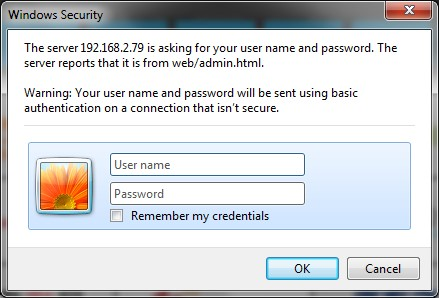 Windows Security
The server 192.168.2.79 is asking for your user name and password. The
server reports that it is from web/admin.html.
Warning: Your user name and password will be sent using basic
authentication on a connection that isn't secure.
User name
Password
Remember my credentials
OK
Cancel